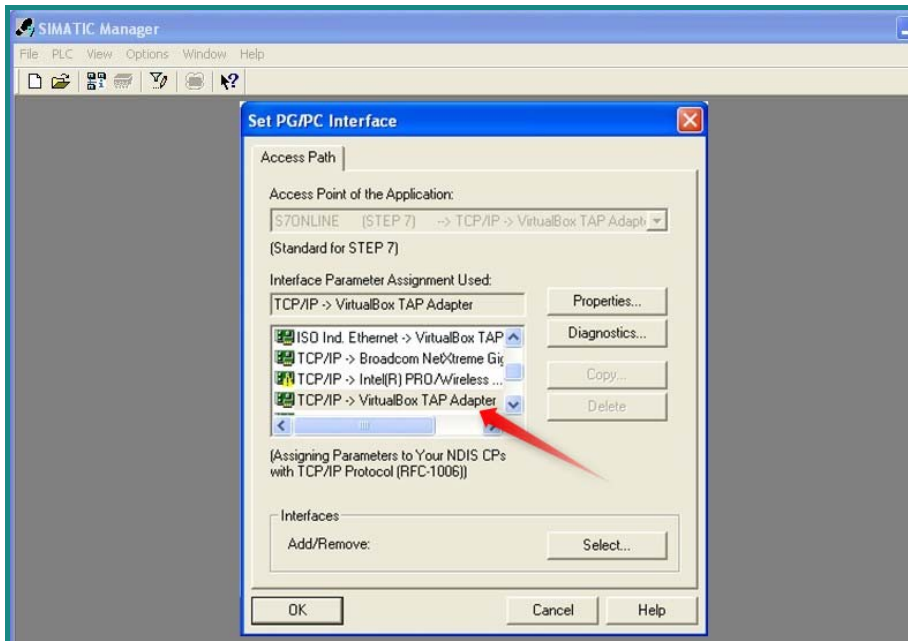 SIMATIC Manager
File PLC View Options Window Help
Set PG/PC Interface
Access Path
Access Point of the Application:
S7ONLINE (STEP 7) --> TCP/IP -> VirtualBox TAP Adapt
(Standard for STEP 7)
Interface Parameter Assignment Used:
TCP/IP -> VirtualBox TAP Adapter
Properties...
ISO Ind. Ethernet -> VirtualBox TAP
Diagnostics...
TCP/IP -> Broadcom NetXtreme Gig
TCP/IP -> Intel(R) PRO/Wireless ...
Copy...
TCP/IP -> VirtualBox TAP Adapter
Delete
(Assigning Parameters to Your NDIS CPs
with TCP/IP Protocol (RFC-1006))
Interfaces
Add/Remove:
Select...
OK Cancel Help